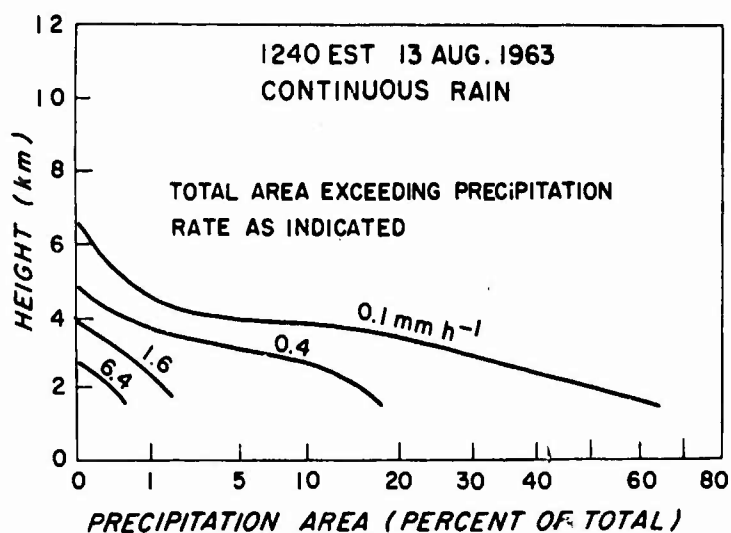 1240 EST 13 AUG. 1963
CONTINUOUS RAIN
TOTAL AREA EXCEEDING PRECIPITATION
RATE AS INDICATED
HEIGHT (km)
12
10
8
6
4
2
0
0.1 mm h-1
0.4
1.6
6.4
0 1 5 10 20 30 40 60 80
PRECIPITATION AREA (PERCENT OF TOTAL)